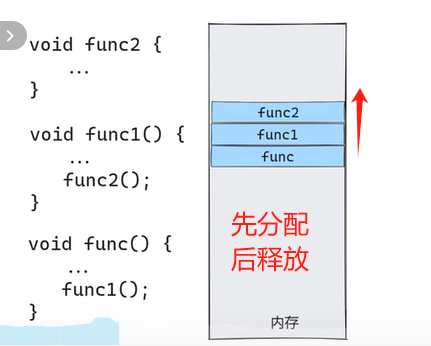 void func2 {
...
}
void func1() {
...
func2();
}
void func() {
...
func1();
}
func2
func1
func
先分配
后释放
内存